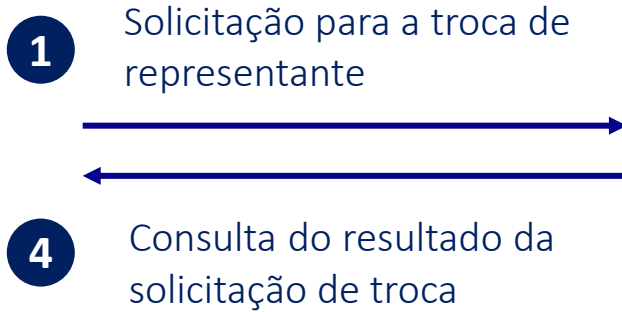 1
Solicitação para a troca de
representante
4
Consulta do resultado da
solicitação de troca